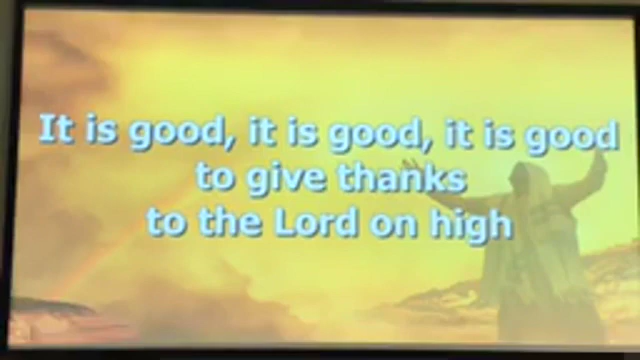 It is good, it is good, it is good
to give thanks
to the Lord on high